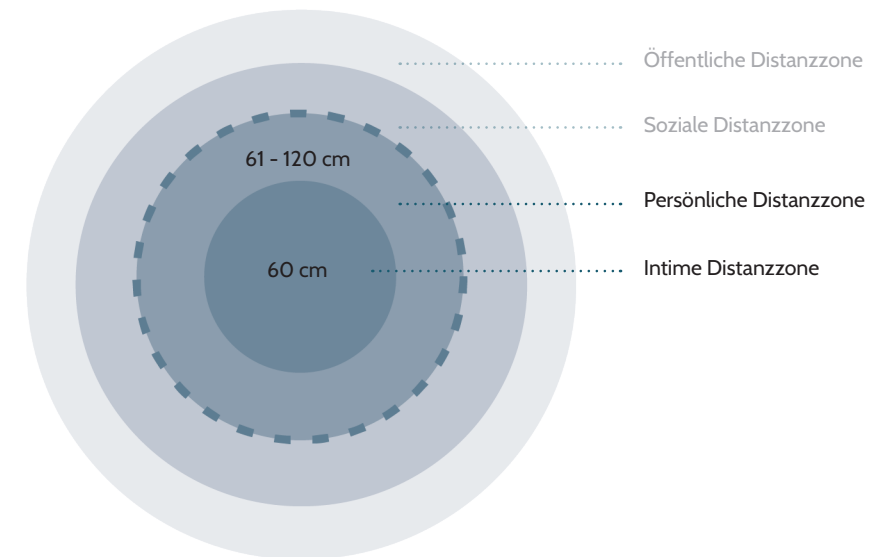 Öffentliche Distanzzone
Soziale Distanzzone
61 - 120 cm
Persönliche Distanzzone
60 cm
Intime Distanzzone